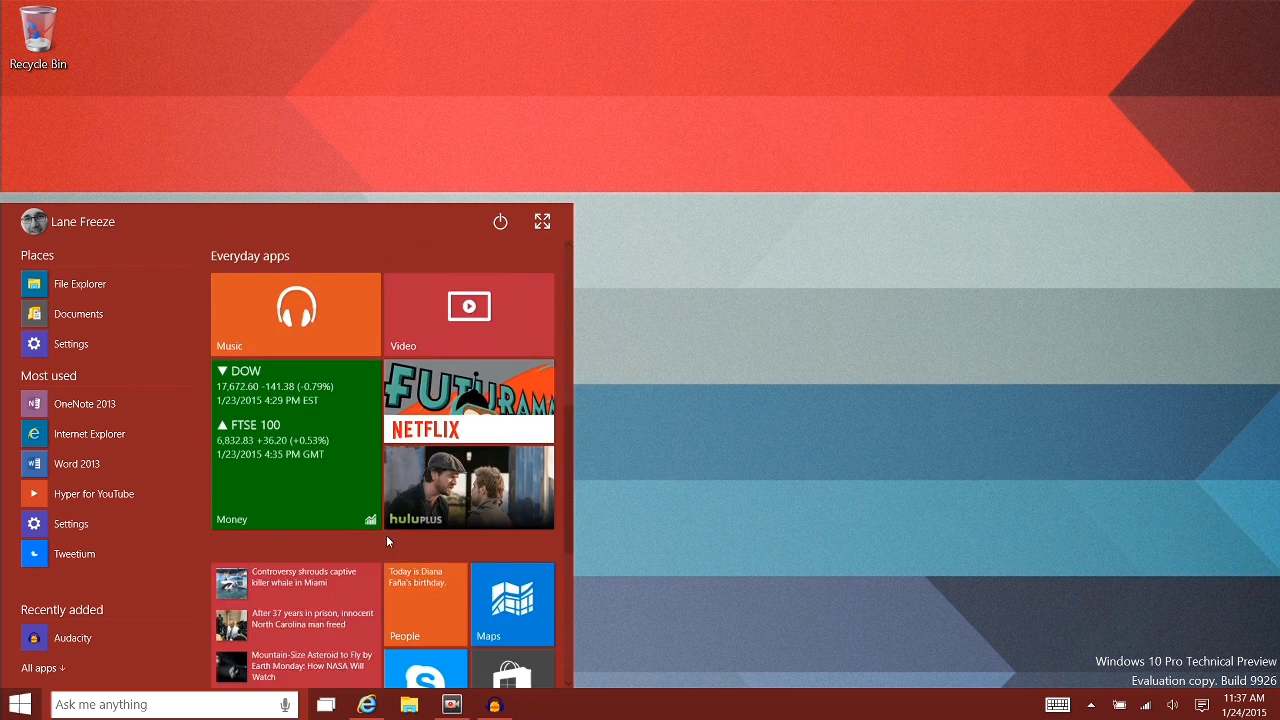 Recycle Bin
Lane Freeze
Places
File Explorer
Documents
Settings
Most used
OneNote 2013
Internet Explorer
Word 2013
Hyper for YouTube
Settings
Tweetium
Recently added
Audacity
All apps ↓
Everyday apps
Music
Video
▼ DOW
17,672.60 -141.38 (-0.79%)
1/23/2015 4:29 PM EST
▲ FTSE 100
6,832.83 +36.20 (+0.53%)
1/23/2015 4:35 PM GMT
Money
FUTURAMA
NETFLIX
huluPLUS
Controversy shrouds captive
killer whale in Miami
After 37 years in prison, innocent
North Carolina man freed
Mountain-Size Asteroid to Fly by
Earth Monday: How NASA Will
Watch
Today is Diana
Faña's birthday.
People
Maps
Windows 10 Pro Technical Preview
Evaluation copy. Build 9926
Ask me anything
11:37 AM
1/24/2015